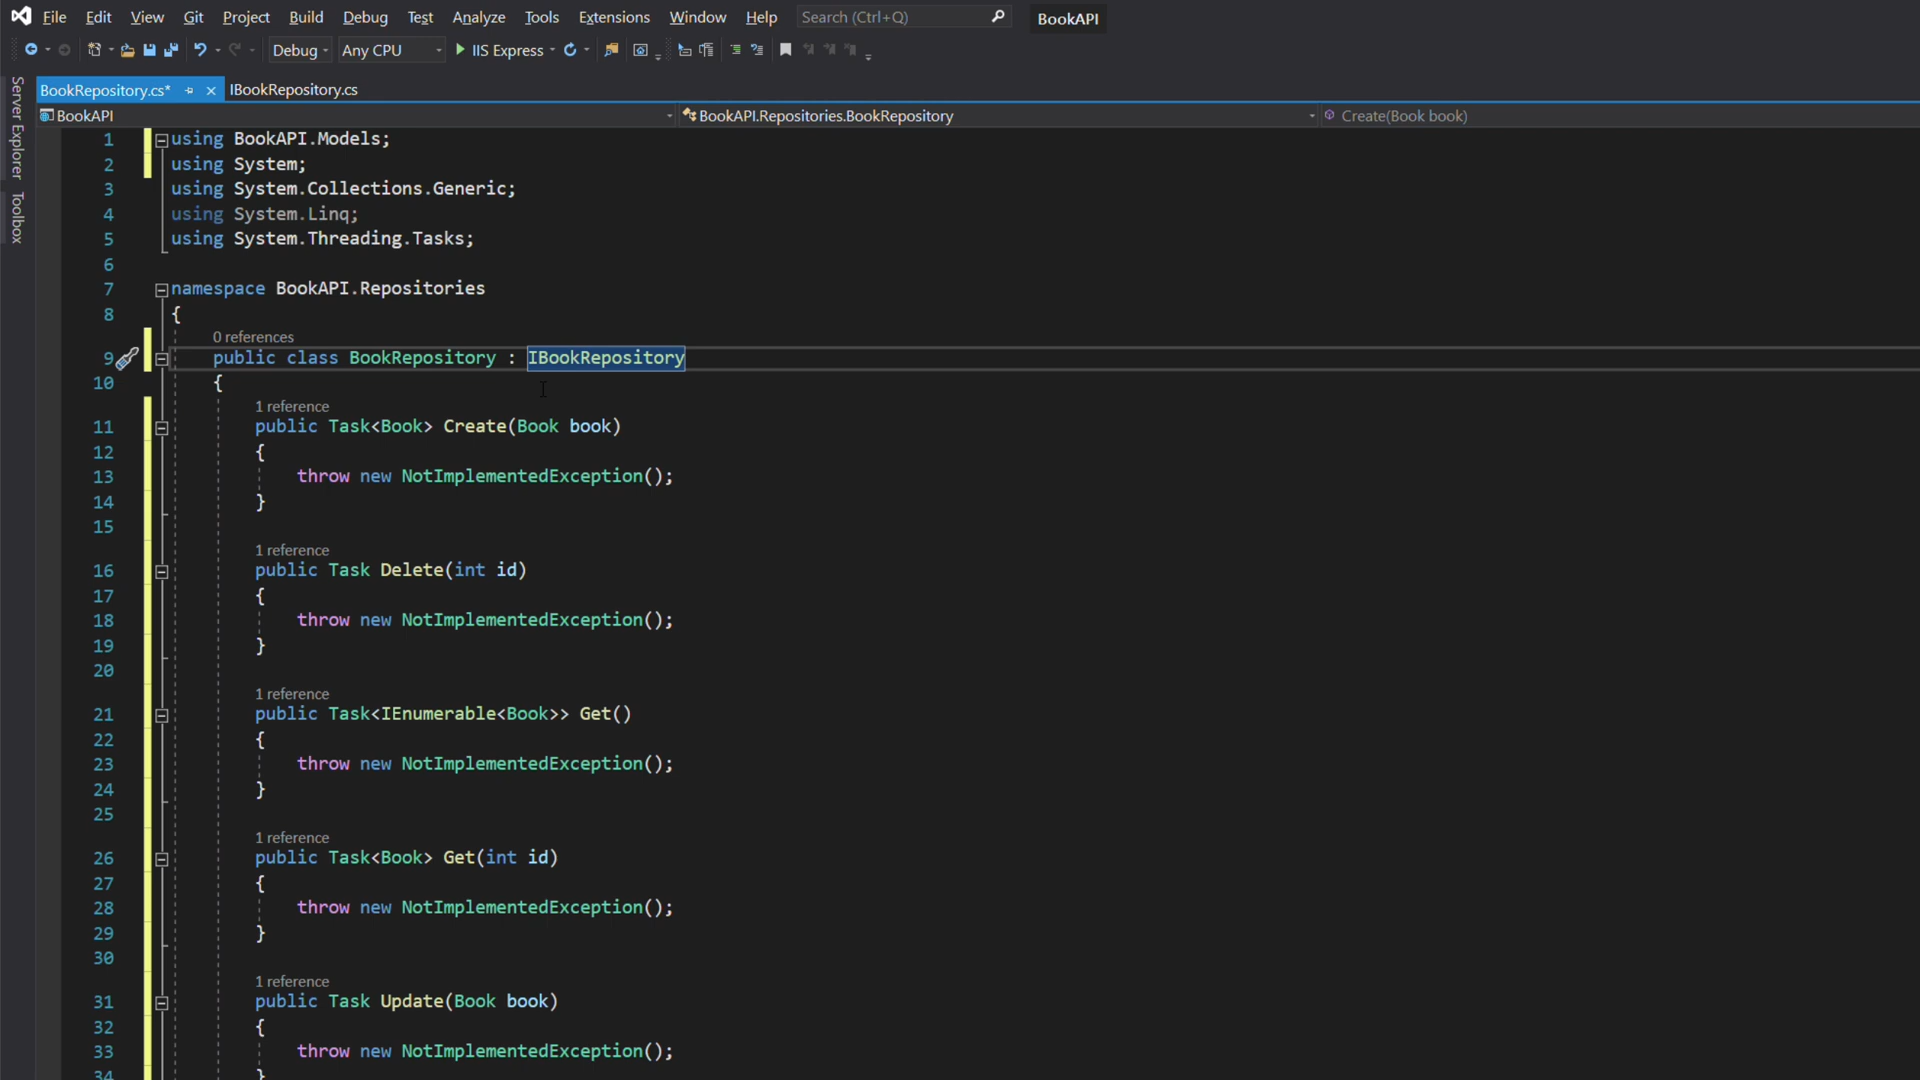 File Edit View Git Project Build Debug Test Analyze Tools Extensions Window Help Search (Ctrl+Q) BookAPI
Debug Any CPU IIS Express
Server Explorer
Toolbox
BookRepository.cs* IBookRepository.cs
BookAPI BookAPI.Repositories.BookRepository Create(Book book)
1 using BookAPI.Models;
2 using System;
3 using System.Collections.Generic;
4 using System.Linq;
5 using System.Threading.Tasks;
6
7 namespace BookAPI.Repositories
8 {
0 references
9 public class BookRepository : IBookRepository
10 {
1 reference
11 public Task<Book> Create(Book book)
12 {
13 throw new NotImplementedException();
14 }
15
1 reference
16 public Task Delete(int id)
17 {
18 throw new NotImplementedException();
19 }
20
1 reference
21 public Task<IEnumerable<Book>> Get()
22 {
23 throw new NotImplementedException();
24 }
25
1 reference
26 public Task<Book> Get(int id)
27 {
28 throw new NotImplementedException();
29 }
30
1 reference
31 public Task Update(Book book)
32 {
33 throw new NotImplementedException();
34 }